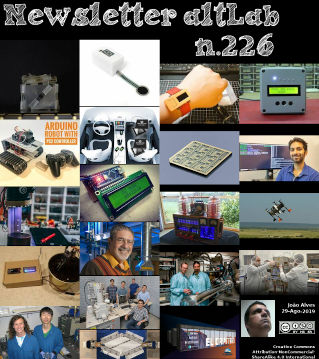 Newsletter altLab
n.226
ARDUINO
ROBOT WITH
PS2 CONTROLLER
João Alves
29-Ago-2019
Creative Commons
Attribution-NonCommercial-
ShareAlike 4.0 International